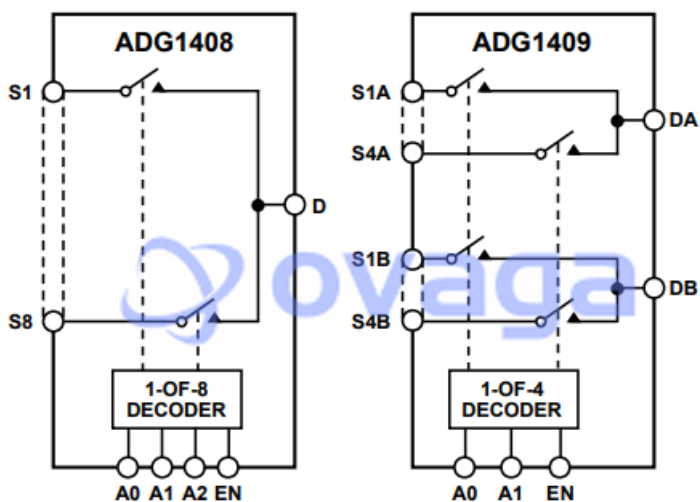 ADG1408
S1
D
S8
1-OF-8
DECODER
A0 A1 A2 EN
ADG1409
S1A
DA
S4A
S1B
DB
S4B
1-OF-4
DECODER
A0 A1 EN
ovaga